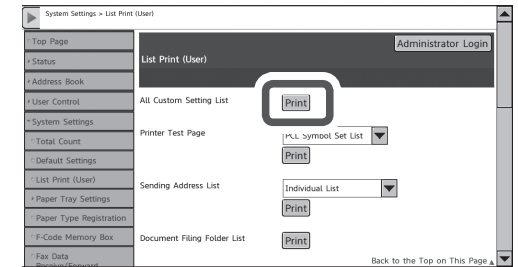 System Settings > List Print (User)
Top Page
Administrator Login
Status
List Print (User)
Address Book
User Control
All Custom Setting List
Print
System Settings
Printer Test Page
PCL Symbol Set List
Total Count
Default Settings
Print
List Print (User)
Sending Address List
Individual List
Paper Tray Settings
Print
Paper Type Registration
F-Code Memory Box
Document Filing Folder List
Print
Fax Data
Receive/Forward
Back to the Top on This Page ▲